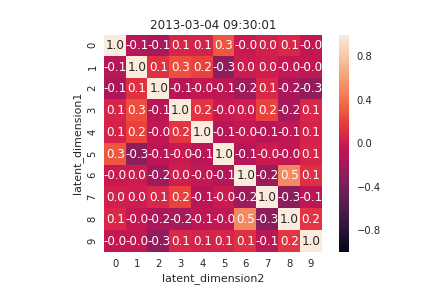 2013-03-04 09:30:01
latent_dimension1
0 1.0 -0.1 -0.1 0.1 0.1 0.3 -0.0 0.0 0.1 -0.0
1 -0.1 1.0 0.1 0.3 0.2 -0.3 0.0 0.0 -0.0 -0.0
2 -0.1 0.1 1.0 -0.1 -0.0 -0.1 -0.2 0.1 -0.2 -0.3
3 0.1 0.3 -0.1 1.0 0.2 -0.0 0.0 0.2 -0.2 0.1
4 0.1 0.2 -0.0 0.2 1.0 -0.1 -0.0 -0.1 -0.1 0.1
5 0.3 -0.3 -0.1 -0.0 -0.1 1.0 -0.1 -0.0 -0.0 0.1
6 -0.0 0.0 -0.2 0.0 -0.0 -0.1 1.0 -0.2 0.5 0.1
7 0.0 0.0 0.1 0.2 -0.1 -0.0 -0.2 1.0 -0.3 -0.1
8 0.1 -0.0 -0.2 -0.2 -0.1 -0.0 0.5 -0.3 1.0 0.2
9 -0.0 -0.0 -0.3 0.1 0.1 0.1 0.1 -0.1 0.2 1.0
0 1 2 3 4 5 6 7 8 9
latent_dimension2
0.8
0.4
0.0
-0.4
-0.8